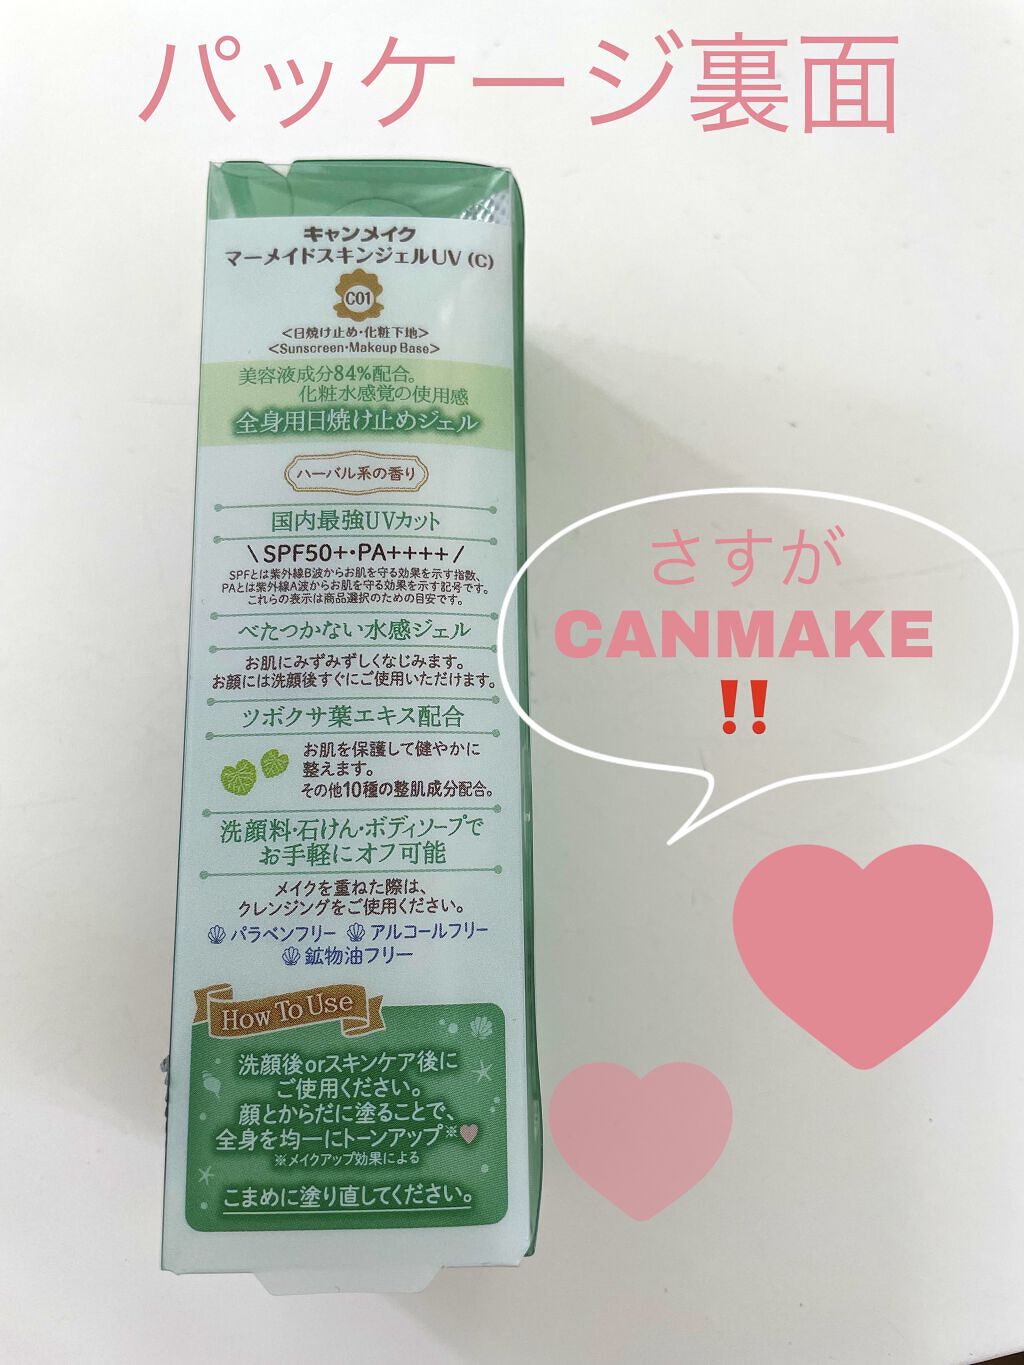 パッケージ裏面
キャンメイク
マーメイドスキンジェルUV (C)
C01
<日焼け止め・化粧下地>
<Sunscreen・Makeup Base>
美容液成分84%配合。
化粧水感覚の使用感
全身用日焼け止めジェル
ハーバル系の香り
国内最強UVカット
\ SPF50+・PA++++ /
SPFとは紫外線B波からお肌を守る効果を示す指数、
PAとは紫外線A波からお肌を守る効果を示す記号です。
これらの表示は商品選択のための目安です。
べたつかない水感ジェル
お肌にみずみずしくなじみます。
お顔には洗顔後すぐにご使用いただけます。
ツボクサ葉エキス配合
お肌を保護して健やかに
整えます。
その他10種の整肌成分配合。
洗顔料・石けん・ボディソープで
お手軽にオフ可能
メイクを重ねた際は、
クレンジングをご使用ください。
パラベンフリー アルコールフリー
鉱物油フリー
How To Use
洗顔後orスキンケア後に
ご使用ください。
顔とからだに塗ることで、
全身を均一にトーンアップ※♥
※メイクアップ効果による
こまめに塗り直してください。
さすが
CANMAKE
‼️